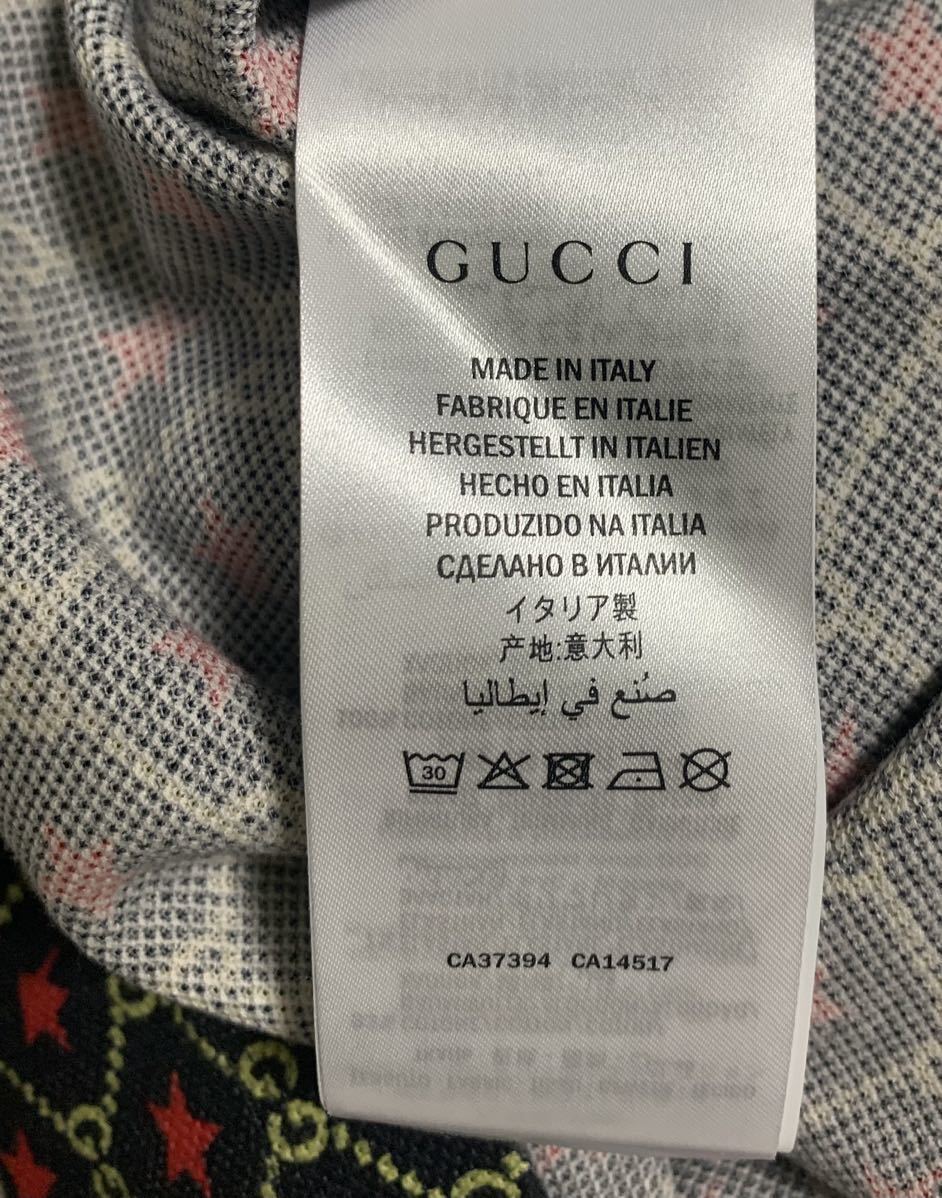 GUCCI
MADE IN ITALY
FABRIQUE EN ITALIE
HERGESTELLT IN ITALIEN
HECHO EN ITALIA
PRODUZIDO NA ITALIA
СДЕЛАНО В ИТАЛИИ
イタリア製
产地:意大利
صُنع في إيطاليا
30
CA37394 CA14517